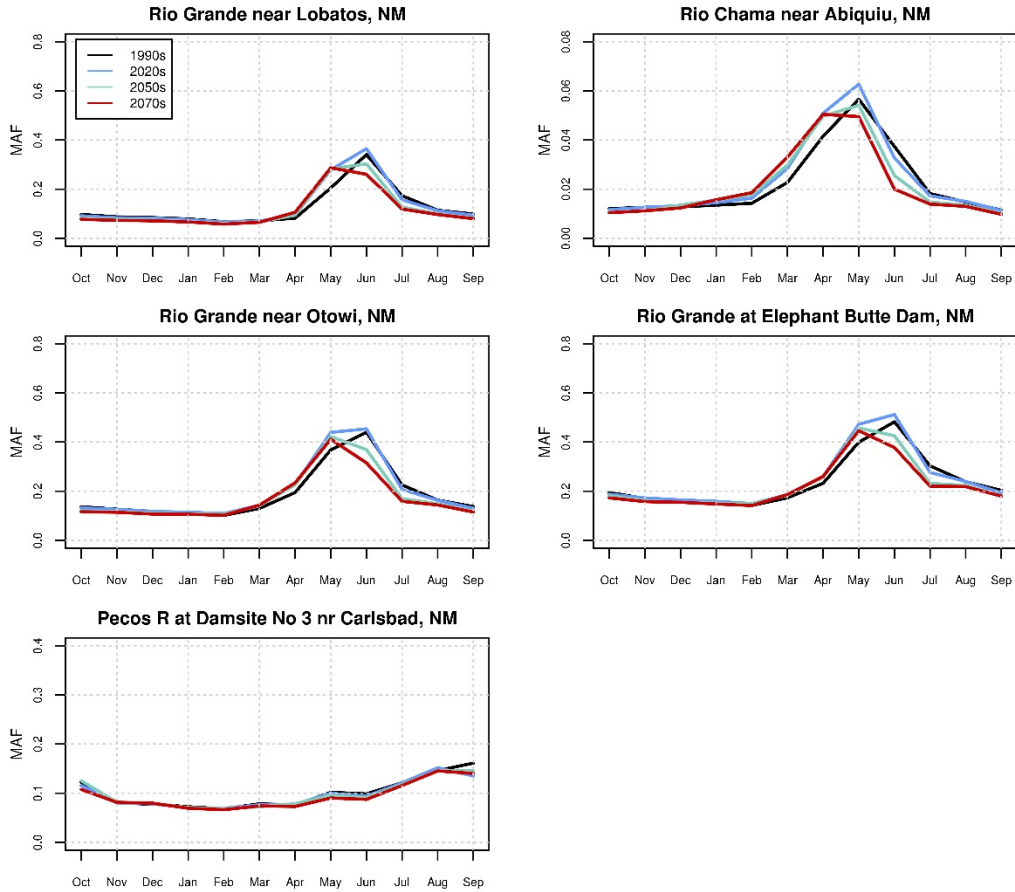 Rio Grande near Lobatos, NM
MAF
0.8
0.6
0.4
0.2
0.0
1990s
2020s
2050s
2070s
Oct Nov Dec Jan Feb Mar Apr May Jun Jul Aug Sep
Rio Chama near Abiquiu, NM
MAF
0.08
0.06
0.04
0.02
0.00
Oct Nov Dec Jan Feb Mar Apr May Jun Jul Aug Sep
Rio Grande near Otowi, NM
MAF
0.8
0.6
0.4
0.2
0.0
Oct Nov Dec Jan Feb Mar Apr May Jun Jul Aug Sep
Rio Grande at Elephant Butte Dam, NM
MAF
0.8
0.6
0.4
0.2
0.0
Oct Nov Dec Jan Feb Mar Apr May Jun Jul Aug Sep
Pecos R at Damsite No 3 nr Carlsbad, NM
MAF
0.4
0.3
0.2
0.1
0.0
Oct Nov Dec Jan Feb Mar Apr May Jun Jul Aug Sep